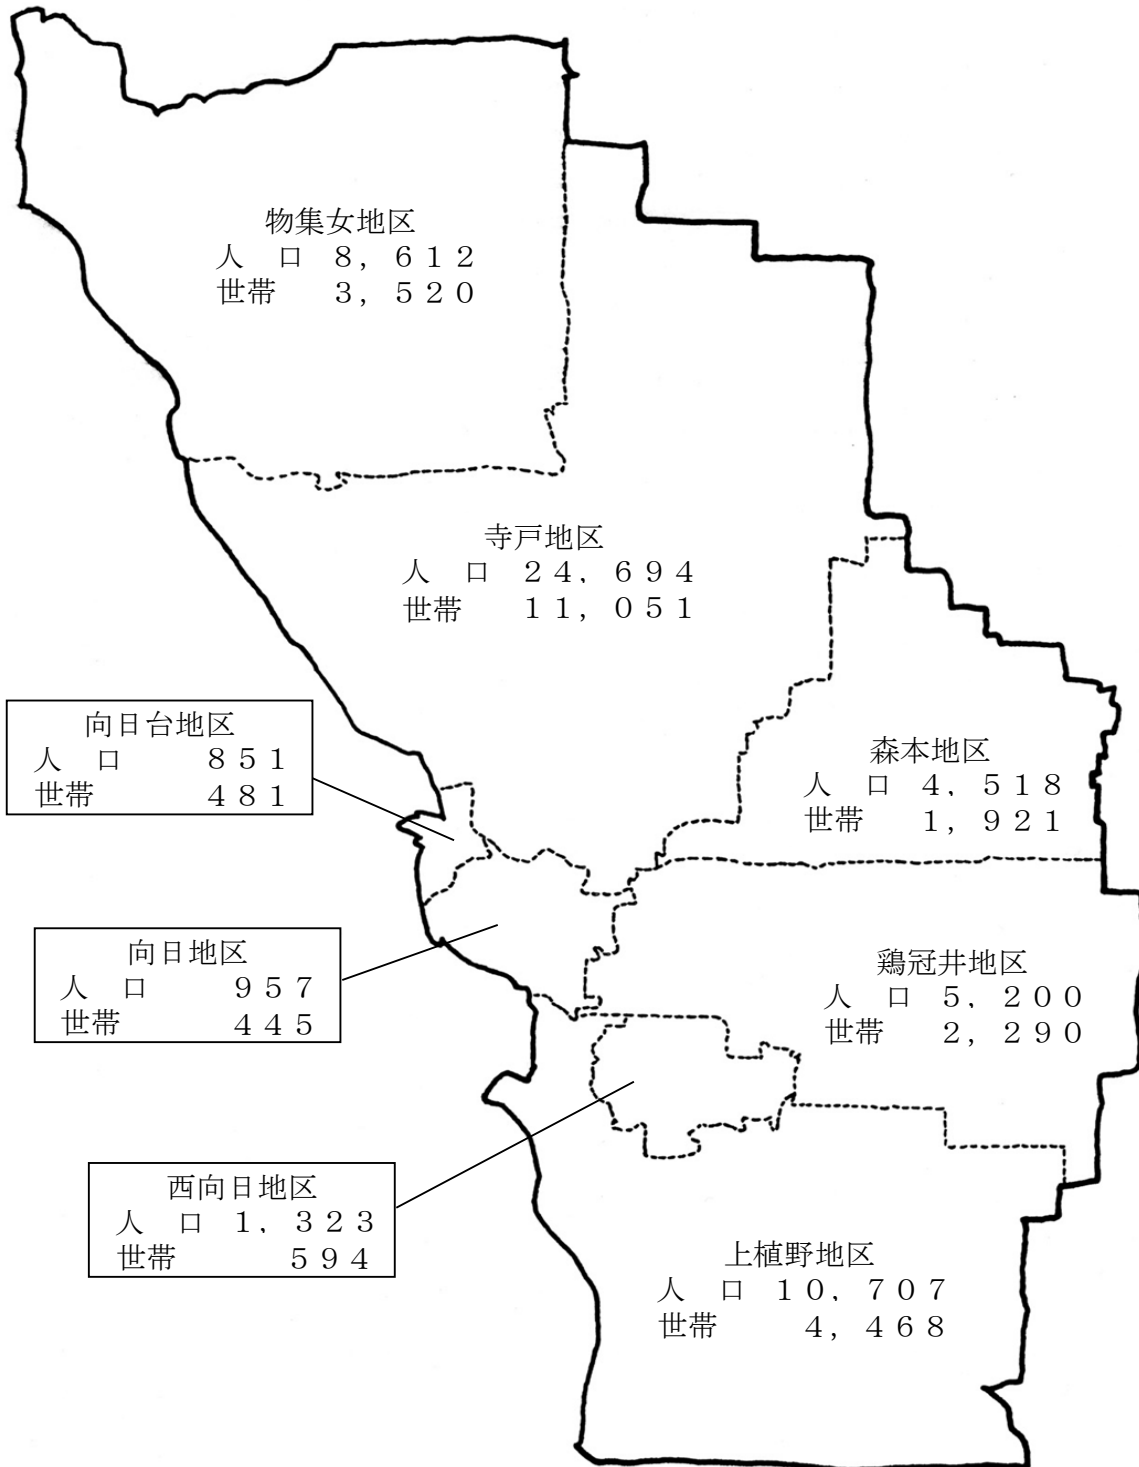 物集女地区
人　口　８，６１２
世帯　　３，５２０
寺戸地区
人　口　２４，６９４
世帯　　１１，０５１
向日台地区
人　口　　　８５１
世帯　　　　４８１
森本地区
人　口　４，５１８
世帯　　１，９２１
向日地区
人　口　　　９５７
世帯　　　　４４５
鶏冠井地区
人　口　５，２００
世帯　　２，２９０
西向日地区
人　口　１，３２３
世帯　　　　５９４
上植野地区
人　口　１０，７０７
世帯　　　４，４６８